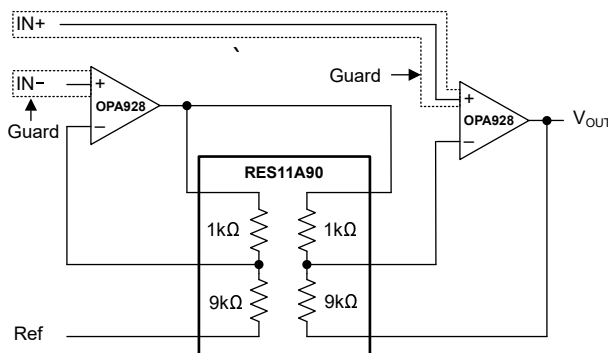 IN+
`
Guard
IN-
+
OPA928
−
Guard
+
OPA928
−
VOUT
RES11A90
1kΩ
1kΩ
9kΩ
9kΩ
Ref